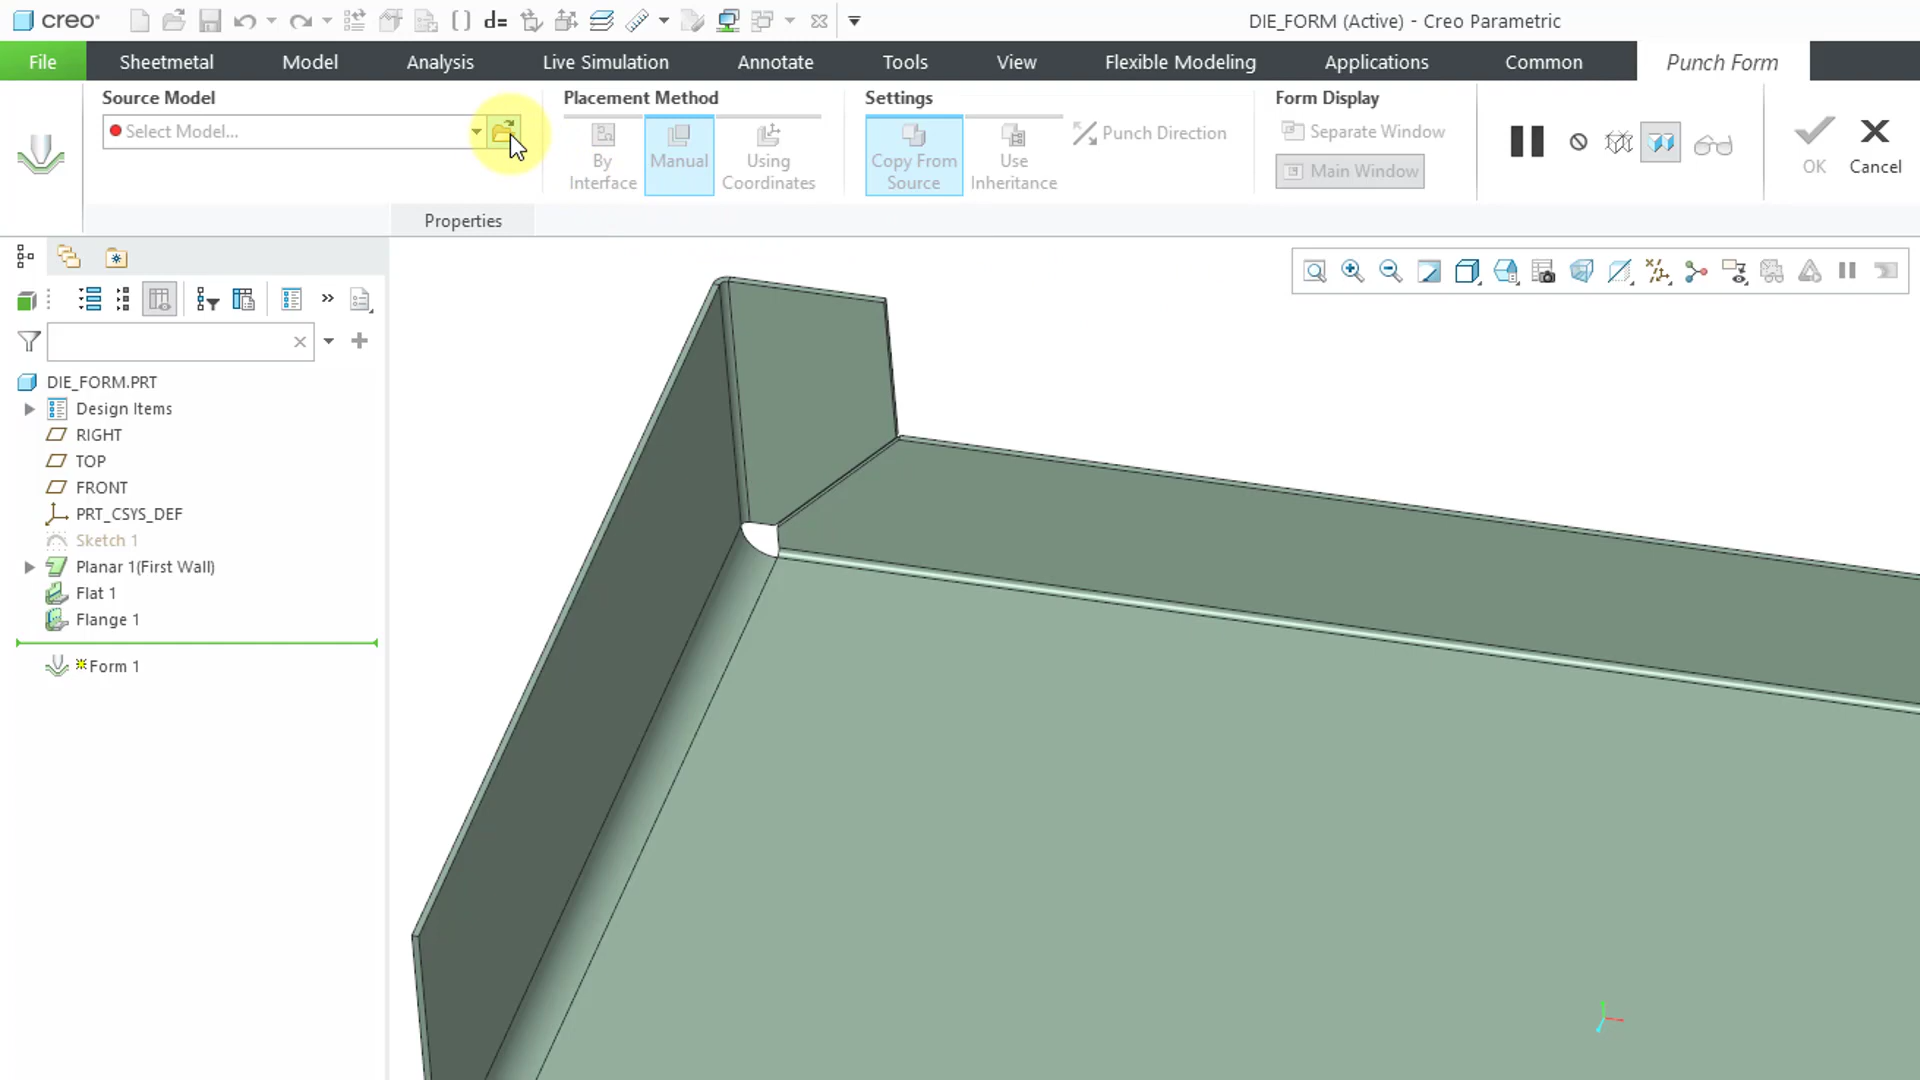 creo
d=
DIE_FORM (Active) - Creo Parametric
File
Sheetmetal
Model
Analysis
Live Simulation
Annotate
Tools
View
Flexible Modeling
Applications
Common
Punch Form
Source Model
Select Model...
Placement Method
By Interface
Manual
Using Coordinates
Settings
Copy From Source
Use Inheritance
Punch Direction
Form Display
Separate Window
Main Window
OK
Cancel
Properties
DIE_FORM.PRT
Design Items
RIGHT
TOP
FRONT
PRT_CSYS_DEF
Sketch 1
Planar 1(First Wall)
Flat 1
Flange 1
Form 1